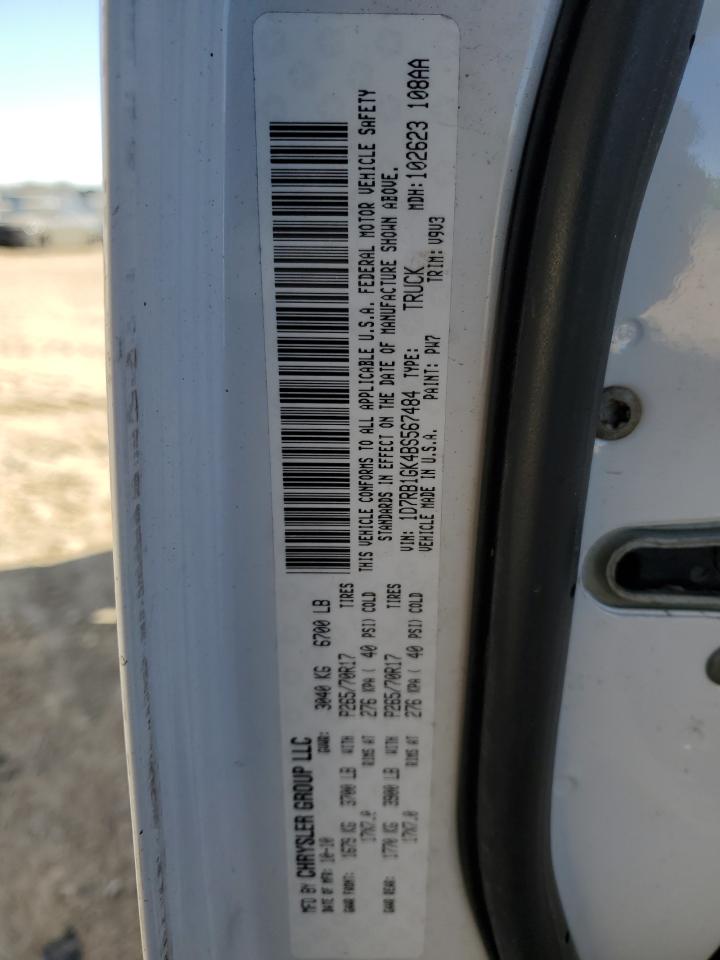 MFD BY CHRYSLER GROUP LLC
DATE OF MFR: 10-10 GVWR: 3040 KG 6700 LB
GAWR FRONT: 1679 KG 3700 LB WITH P265/70R17 TIRES
17X7.0 RIMS AT 276 KPA ( 40 PSI) COLD
GAWR REAR: 1770 KG 3900 LB WITH P265/70R17 TIRES
17X7.0 RIMS AT 276 KPA ( 40 PSI) COLD
THIS VEHICLE CONFORMS TO ALL APPLICABLE U.S.A. FEDERAL MOTOR VEHICLE SAFETY
STANDARDS IN EFFECT ON THE DATE OF MANUFACTURE SHOWN ABOVE.
VIN: 1D7RB1GK4BS567484 TYPE: TRUCK MDH:102623 108AA
VEHICLE MADE IN U.S.A. PAINT: PW7 TRIM: V9V3